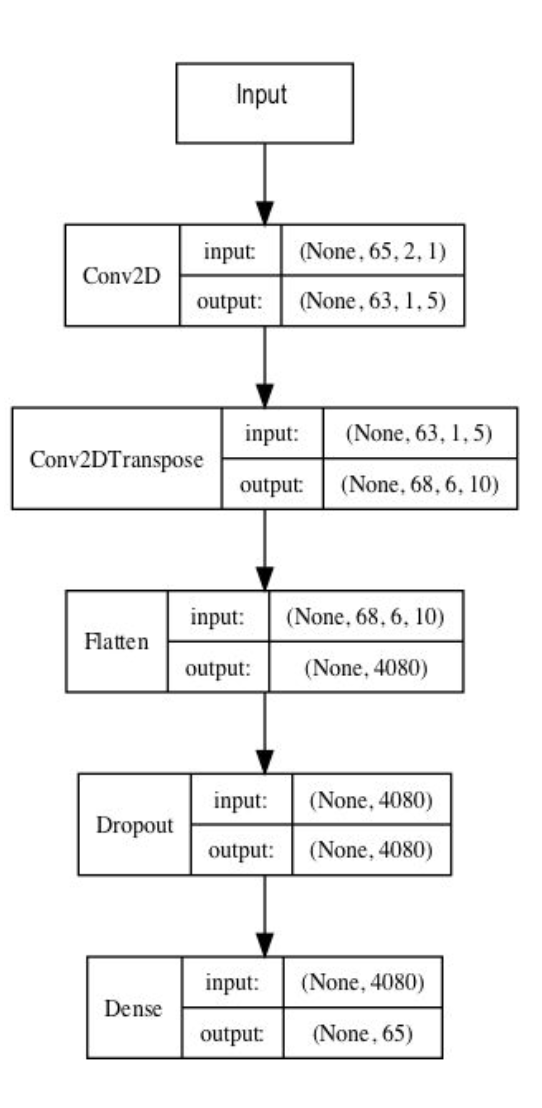 Input
Conv2D
input: (None, 65, 2, 1)
output: (None, 63, 1, 5)
Conv2DTranspose
input: (None, 63, 1, 5)
output: (None, 68, 6, 10)
Flatten
input: (None, 68, 6, 10)
output: (None, 4080)
Dropout
input: (None, 4080)
output: (None, 4080)
Dense
input: (None, 4080)
output: (None, 65)